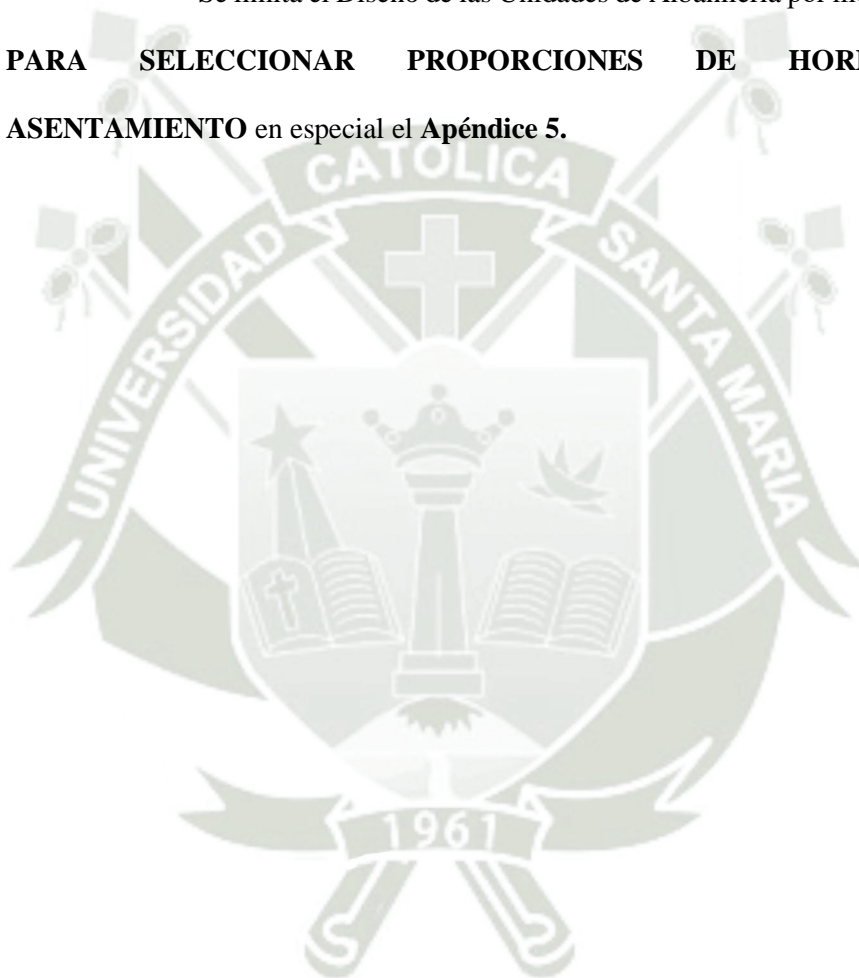 Se limita el Diseño de las Unidades de Albañilería por
PARA SELECCIONAR PROPORCIONES DE
ASENTAMIENTO en especial el Apéndice 5.
CATOLICA
UNIVERSIDAD SANTA MARIA
1961